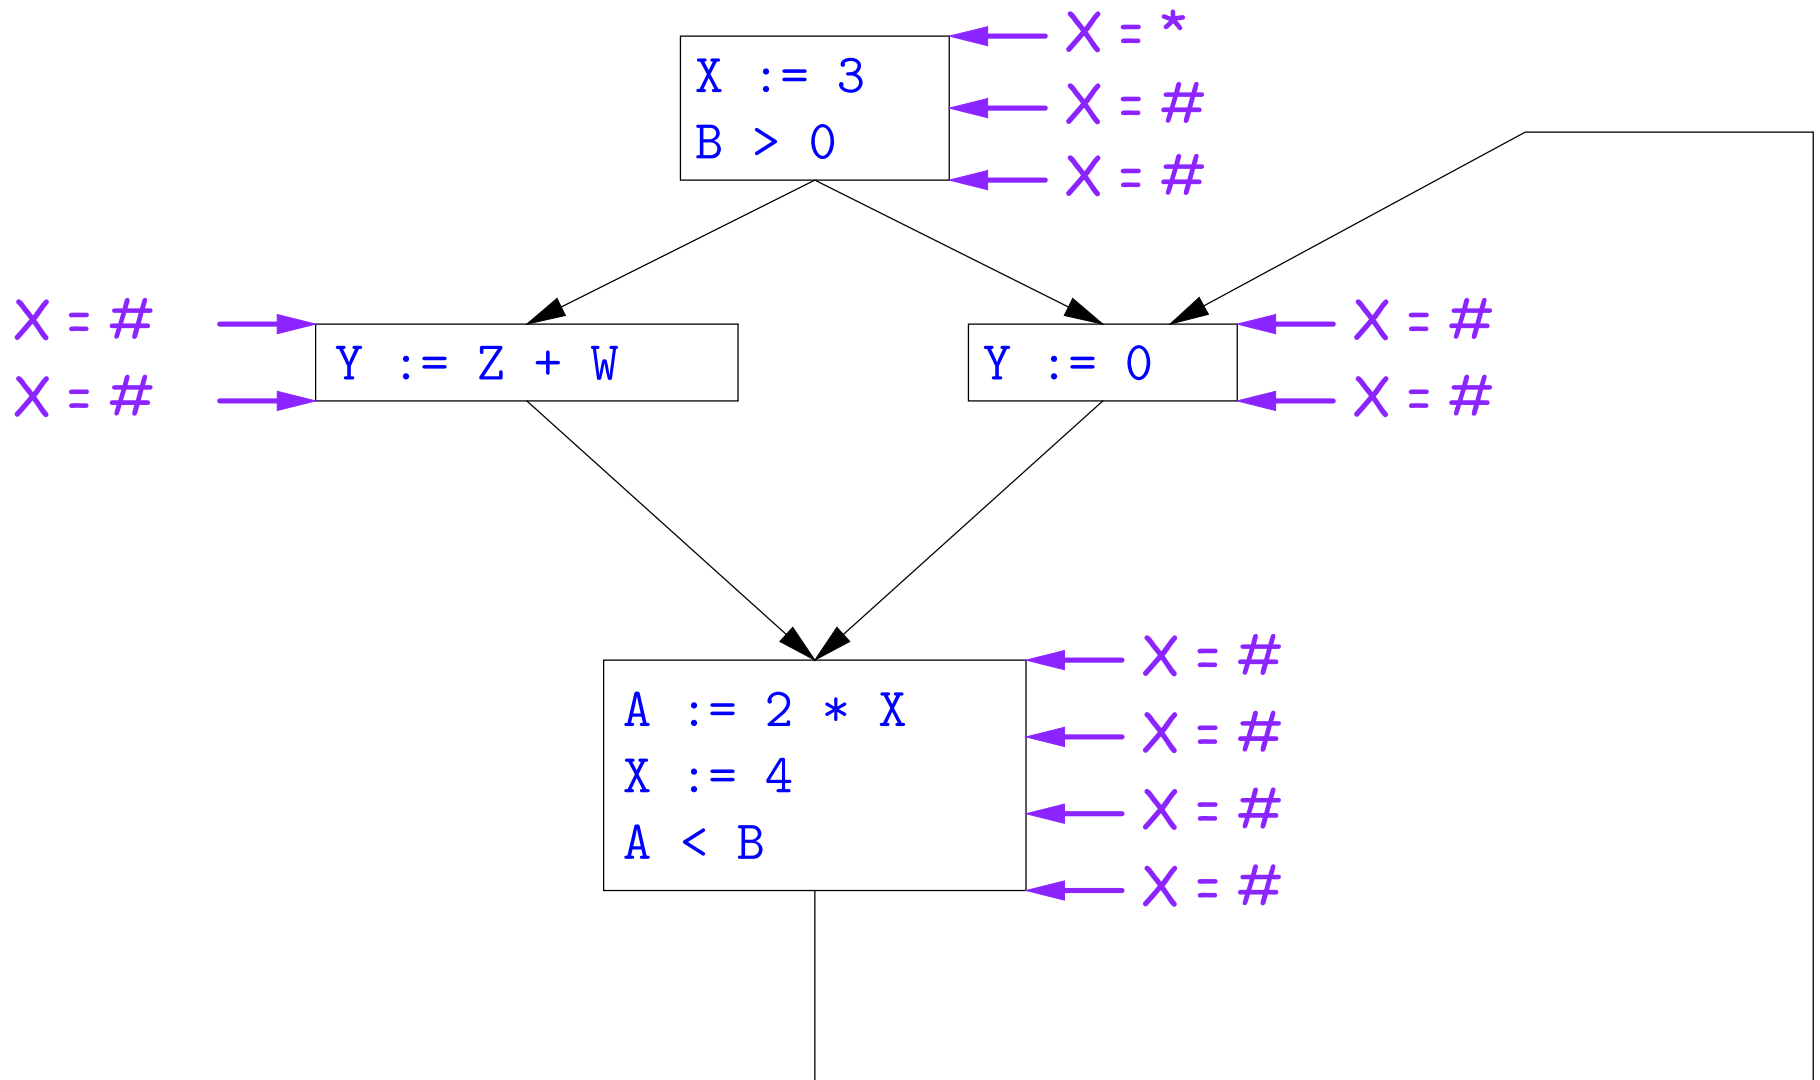 X = *
X := 3
X = #
B > 0
X = #
X = #
X = #
Y := Z + W
Y := 0
X = #
X = #
X = #
A := 2 * X
X = #
X := 4
X = #
A < B
X = #